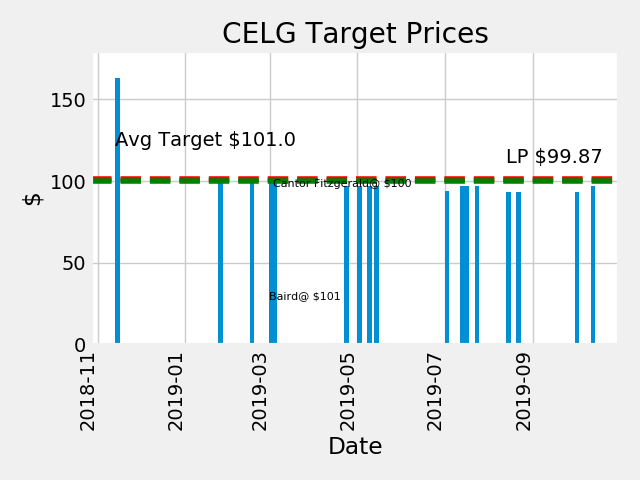 CELG Target Prices
150
Avg Target $101.0
LP $99.87
100
Cantor Fitzgerald@ $100
$
50
Baird@ $101
0
2018-11
2019-01
2019-03
2019-05
2019-07
2019-09
Date